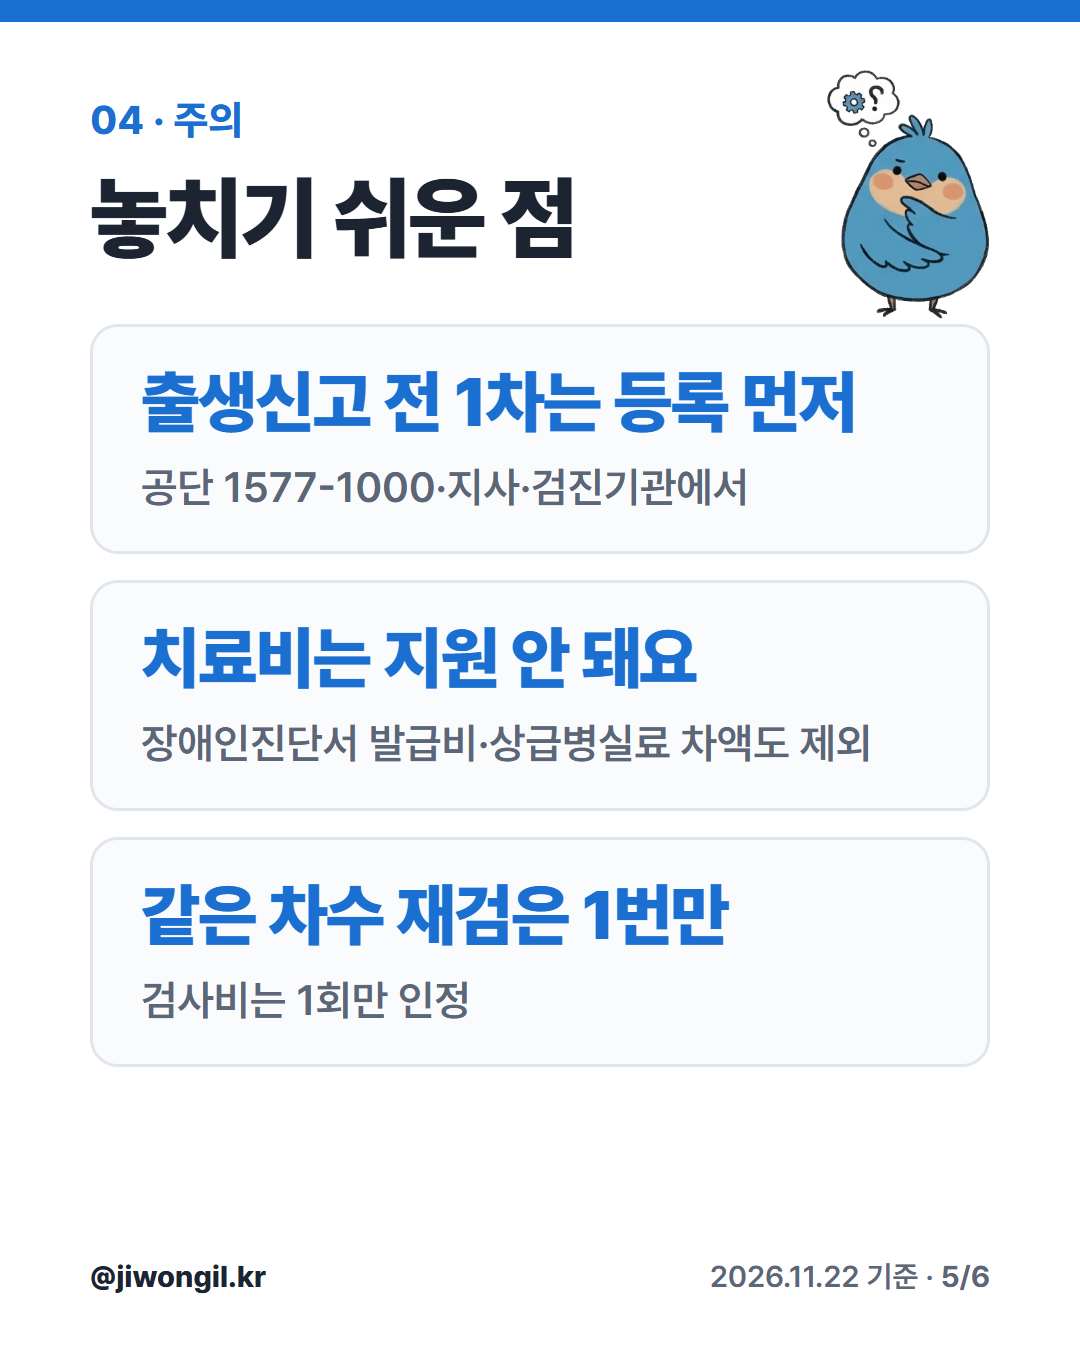 04 · 주의
놓치기 쉬운 점
출생신고 전 1차는 등록 먼저
공단 1577-1000·지사·검진기관에서
치료비는 지원 안 돼요
장애인진단서 발급비·상급병실료 차액도 제외
같은 차수 재검은 1번만
검사비는 1회만 인정
@jiwongil.kr
2026.11.22 기준 · 5/6